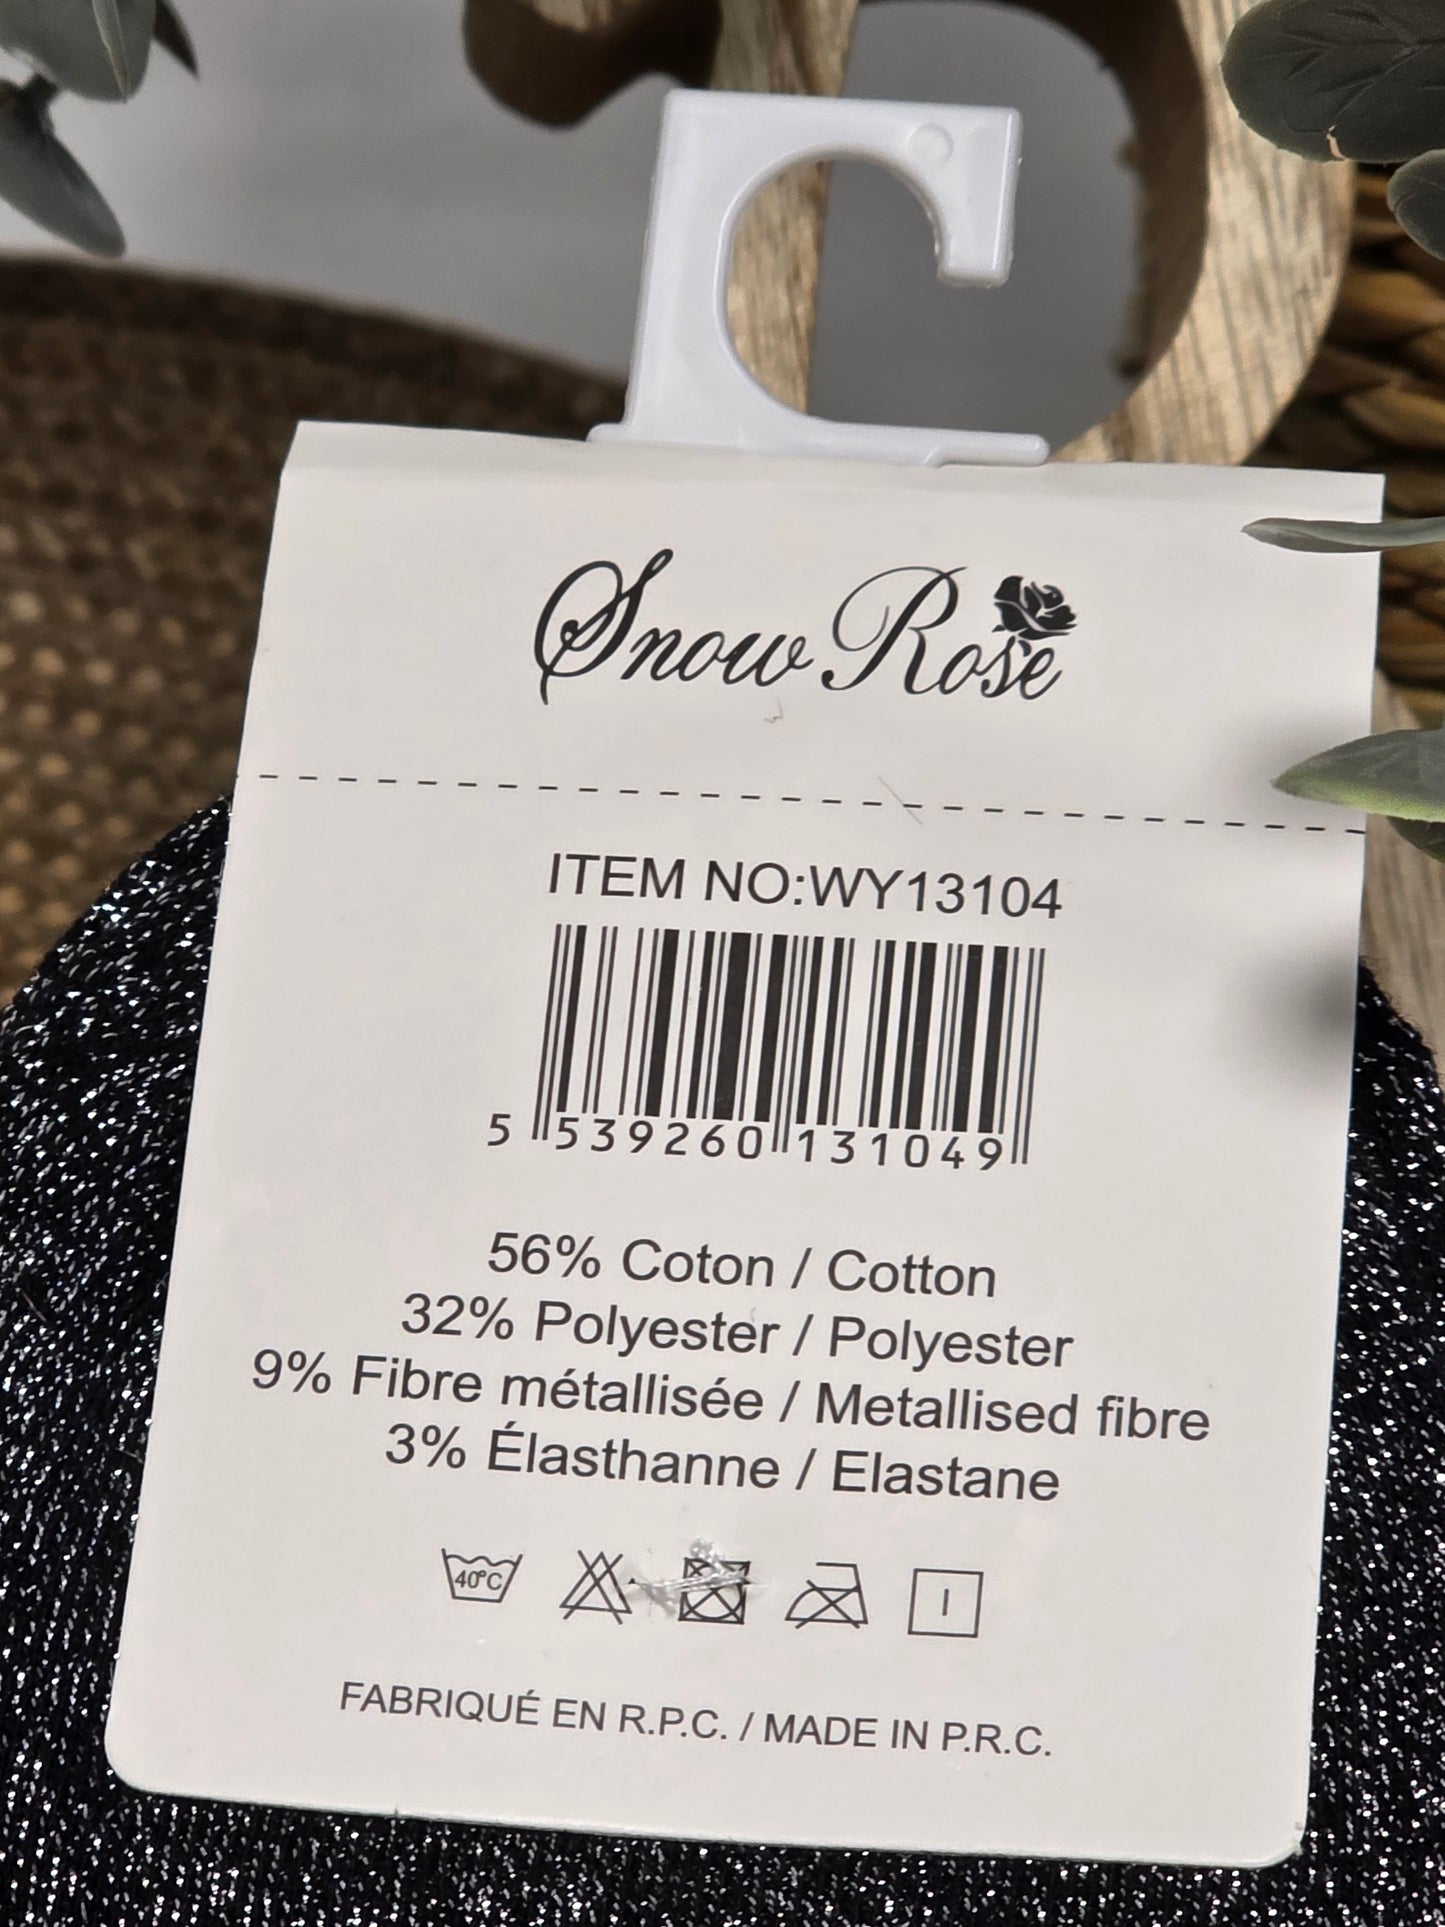 Snow Rose
ITEM NO:WY13104
5 539260 131049
56% Coton / Cotton
32% Polyester / Polyester
9% Fibre métallisée / Metallised fibre
3% Élasthanne / Elastane
40°C
FABRIQUÉ EN R.P.C. / MADE IN P.R.C.